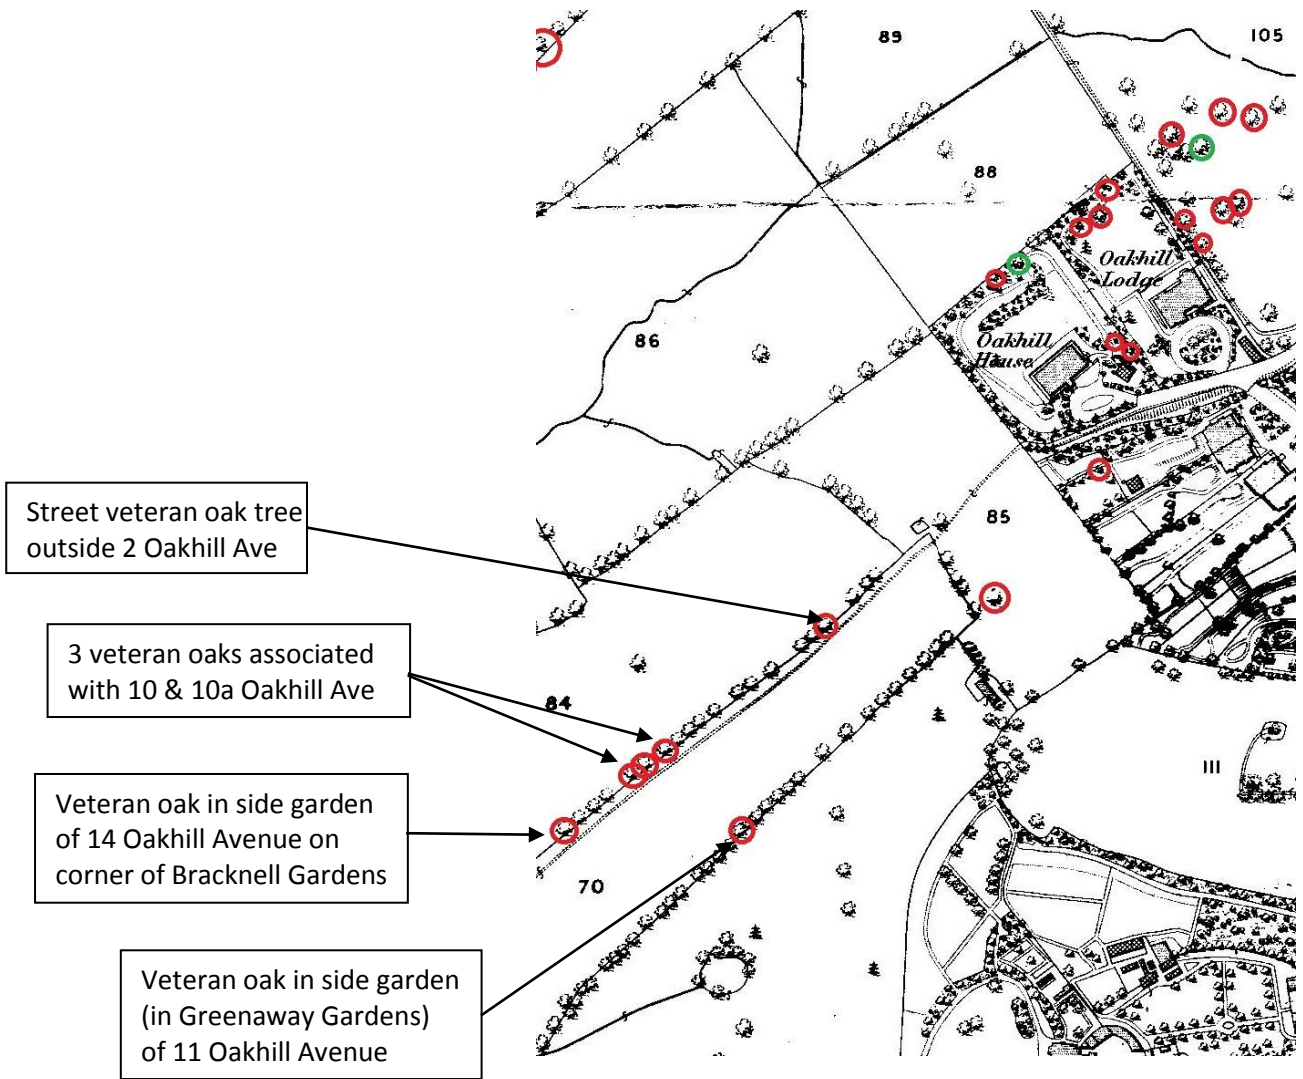 89
105
88
Oakhill
Lodge
86
Oakhill
House
Street veteran oak tree
outside 2 Oakhill Ave
85
3 veteran oaks associated
with 10 & 10a Oakhill Ave
84
111
Veteran oak in side garden
of 14 Oakhill Avenue on
corner of Bracknell Gardens
70
Veteran oak in side garden
(in Greenaway Gardens)
of 11 Oakhill Avenue